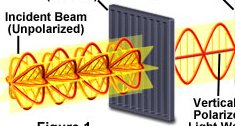 Incident Beam
(Unpolarized)
Vertical
Polariz
Light W
Figure 1